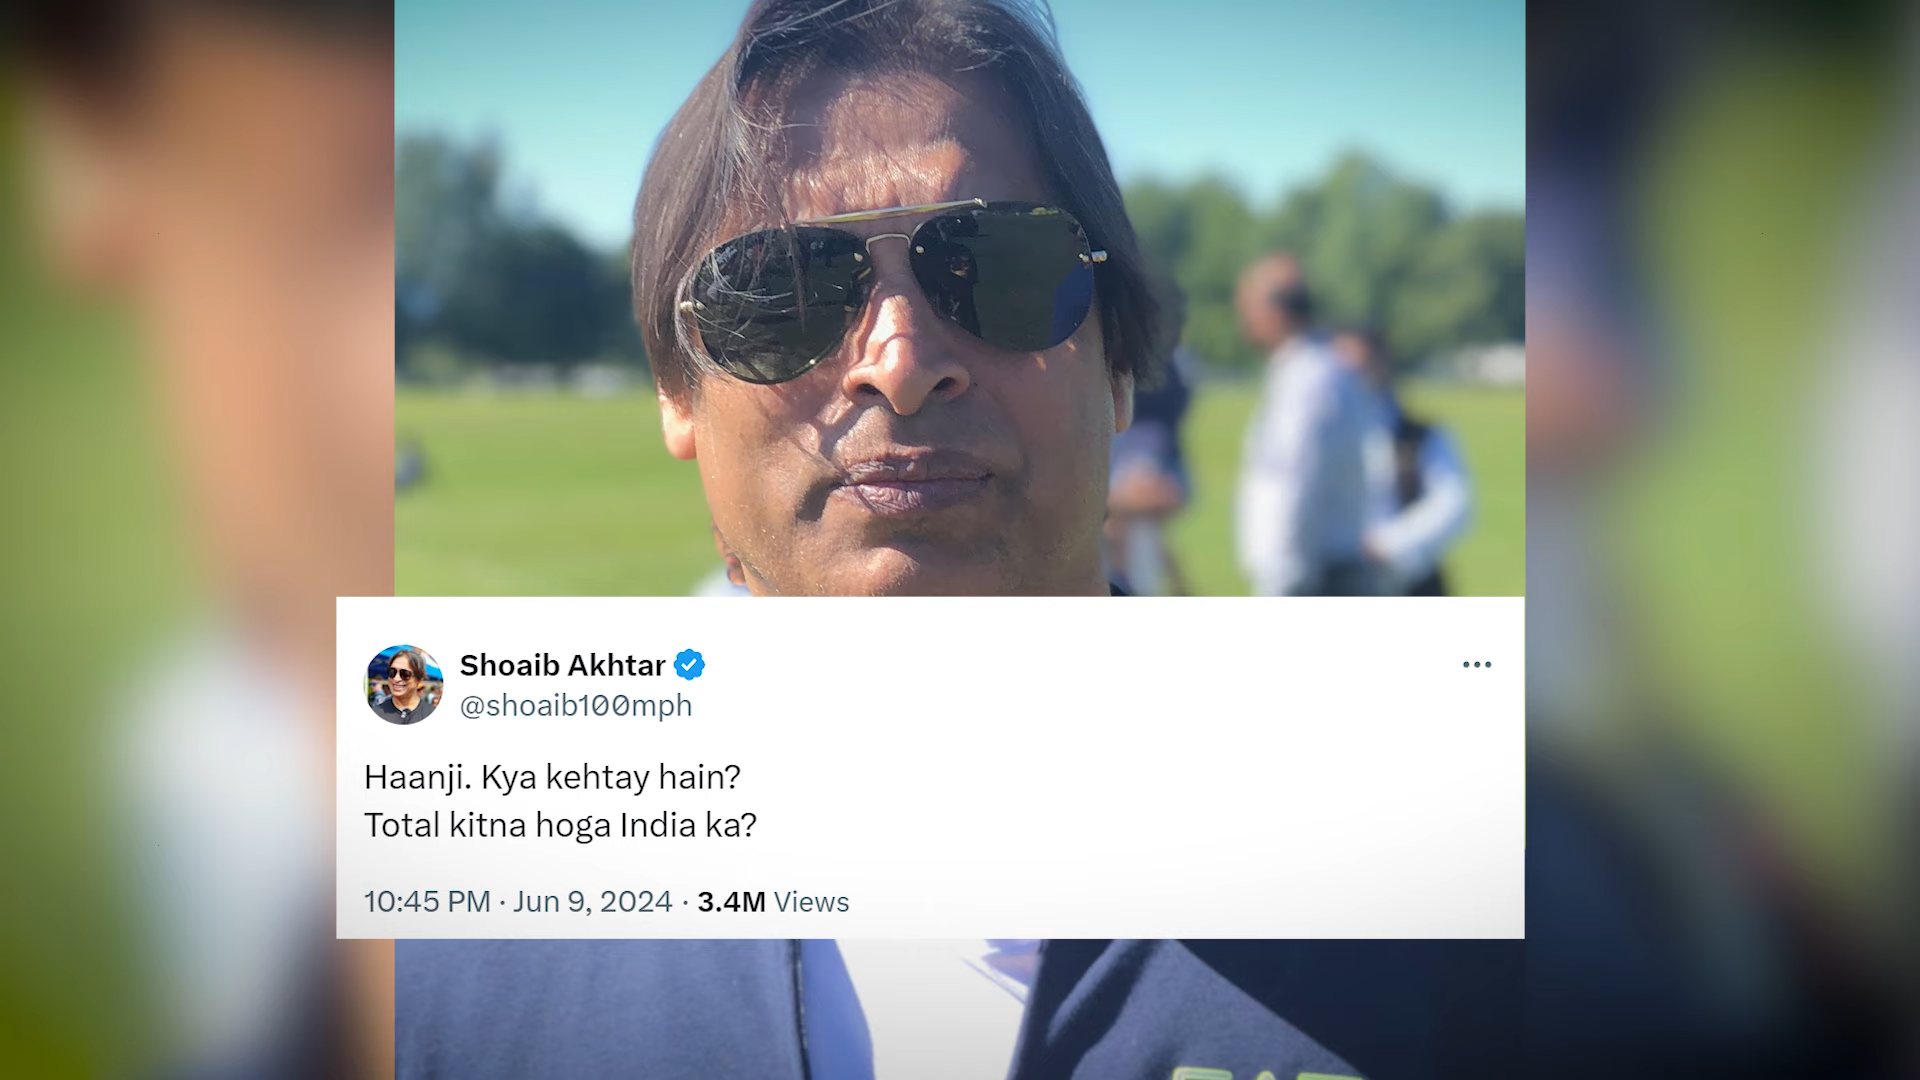 Shoaib Akhtar
@shoaib100mph
Haanji. Kya kehtay hain?
Total kitna hoga India ka?
10:45 PM · Jun 9, 2024 · 3.4M Views